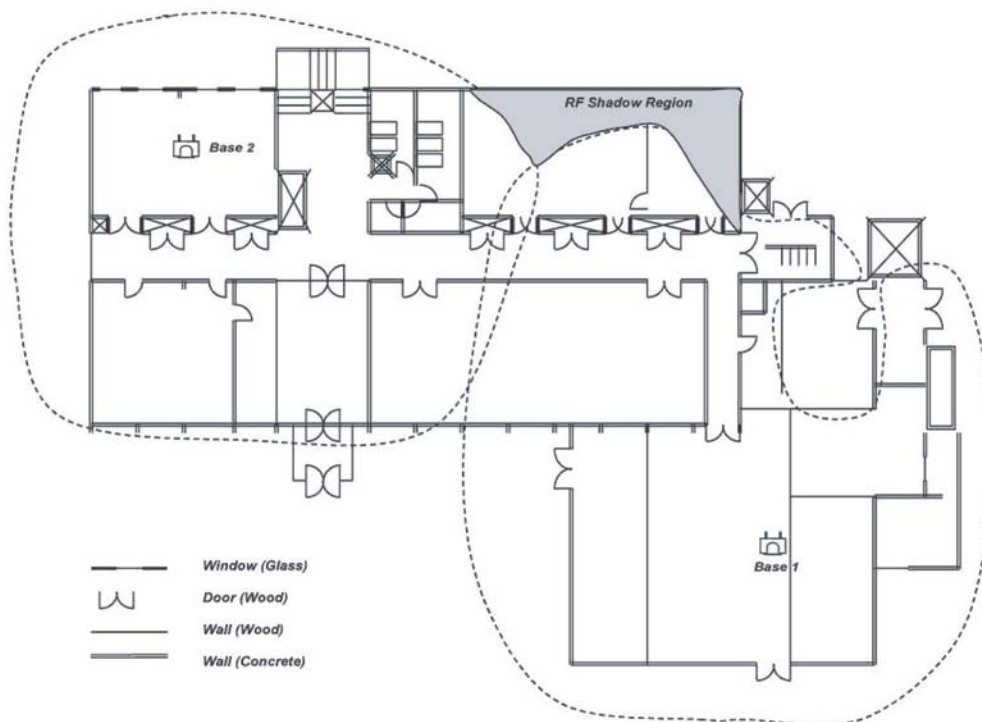 RF Shadow Region
Base 2
Base 1
Window (Glass)
Door (Wood)
Wall (Wood)
Wall (Concrete)